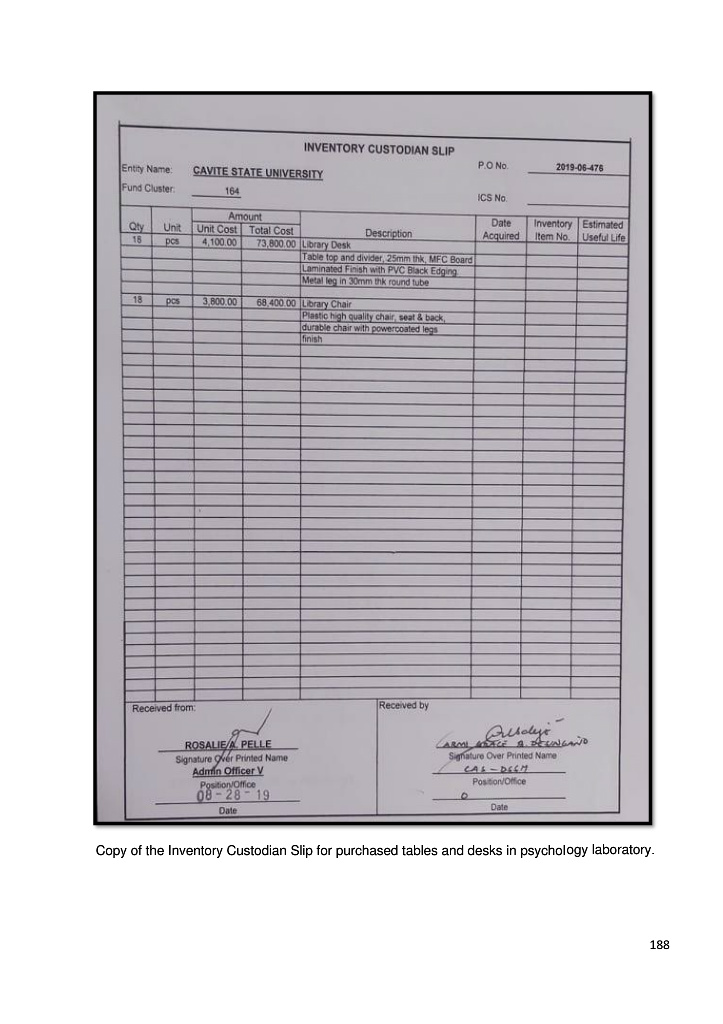 INVENTORY CUSTODIAN SLIP
Entity Name: CAVITE STATE UNIVERSITY P.O No. 2019-06-476
Fund Cluster: 164
ICS No.
Qty Unit Amount Description Date Acquired Inventory Item No. Estimated Useful Life
Unit Cost Total Cost
18 pcs 4,100.00 73,800.00 Library Desk
Table top and divider, 25mm thk, MFC Board
Laminated Finish with PVC Black Edging
Metal leg in 30mm thk round tube
18 pcs 3,800.00 68,400.00 Library Chair
Plastic high quality chair, seat & back,
durable chair with powercoated legs
finish
Received from: Received by
ROSALIE A. PELLE
Signature Over Printed Name Signature Over Printed Name
Admin Officer V
Position/Office Position/Office
08-28-19
Date Date
Copy of the Inventory Custodian Slip for purchased tables and desks in psychology laboratory.
188